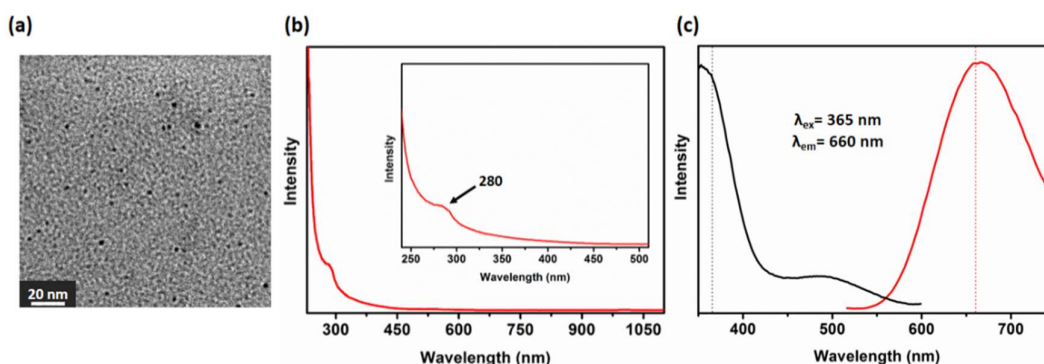 (a)
20 nm
(b)
Intensity
300 450 600 750 900 1050
Wavelength (nm)
Intensity
280
250 300 350 400 450 500
Wavelength (nm)
(c)
Intensity
λex= 365 nm
λem= 660 nm
400 500 600 700
Wavelength (nm)